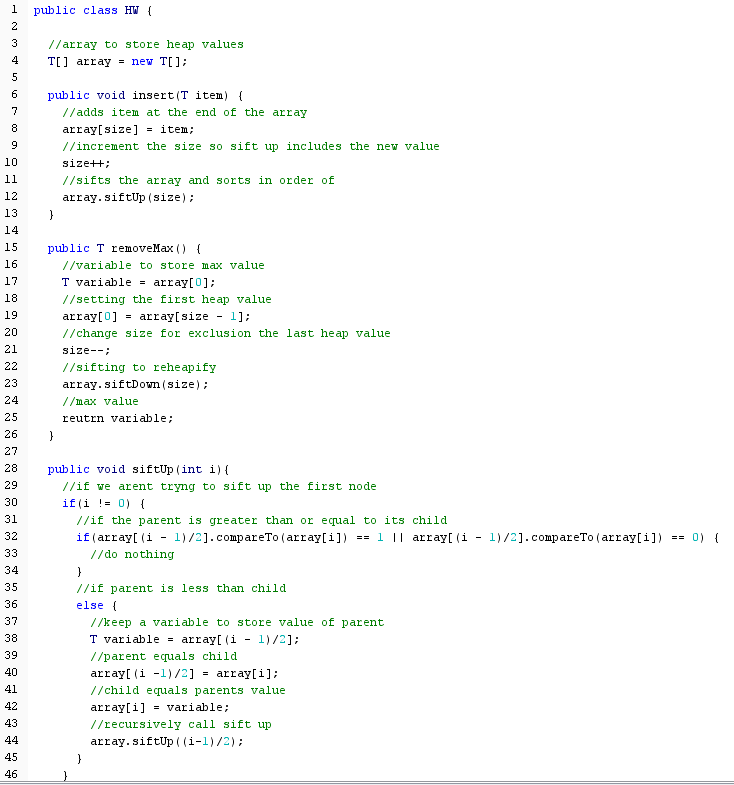 1 public class HW {
2
3 //array to store heap values
4 T[] array = new T[];
5
6 public void insert(T item) {
7 //adds item at the end of the array
8 array[size] = item;
9 //increment the size so sift up includes the new value
10 size++;
11 //sifts the array and sorts in order of
12 array.siftUp(size);
13 }
14
15 public T removeMax() {
16 //variable to store max value
17 T variable = array[0];
18 //setting the first heap value
19 array[0] = array[size - 1];
20 //change size for exclusion the last heap value
21 size--;
22 //sifting to reheapify
23 array.siftDown(size);
24 //max value
25 reutrn variable;
26 }
27
28 public void siftUp(int i){
29 //if we arent tryng to sift up the first node
30 if(i != 0) {
31 //if the parent is greater than or equal to its child
32 if(array[(i - 1)/2].compareTo(array[i]) == 1 || array[(i - 1)/2].compareTo(array[i]) == 0) {
33 //do nothing
34 }
35 //if parent is less than child
36 else {
37 //keep a variable to store value of parent
38 T variable = array[(i - 1)/2];
39 //parent equals child
40 array[(i -1)/2] = array[i];
41 //child equals parents value
42 array[i] = variable;
43 //recursively call sift up
44 array.siftUp((i-1)/2);
45 }
46 }